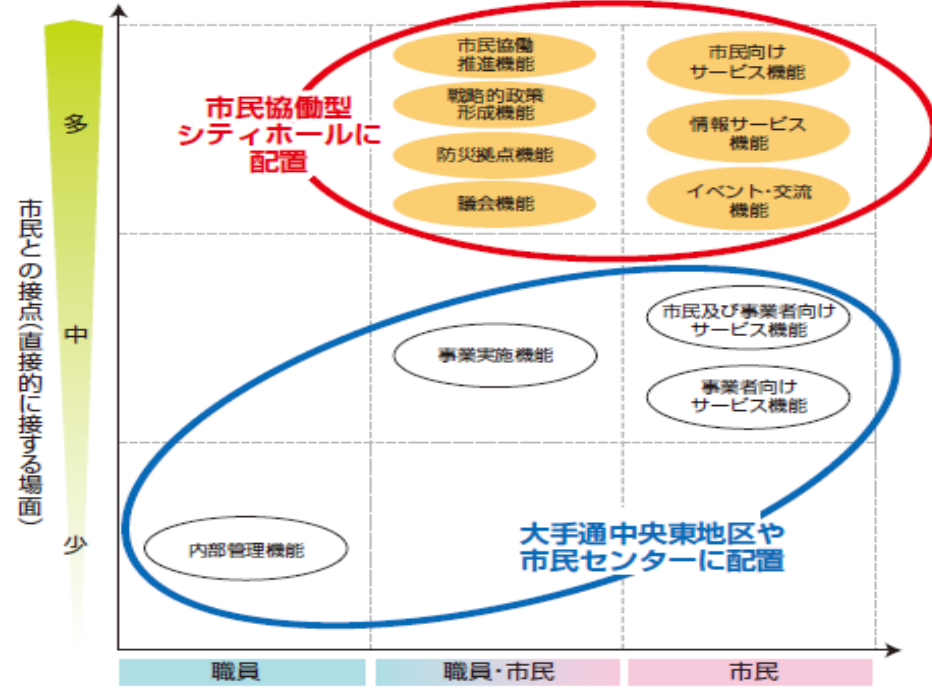 市民との接点(直接的に接する場面)
多
中
少
市民協働型
シティホールに
配置
市民協働
推進機能
戦略的政策
形成機能
防災拠点機能
議会機能
市民向け
サービス機能
情報サービス
機能
イベント・交流
機能
事業実施機能
市民及び事業者向け
サービス機能
事業者向け
サービス機能
内部管理機能
大手通中央東地区や
市民センターに配置
職員
職員・市民
市民